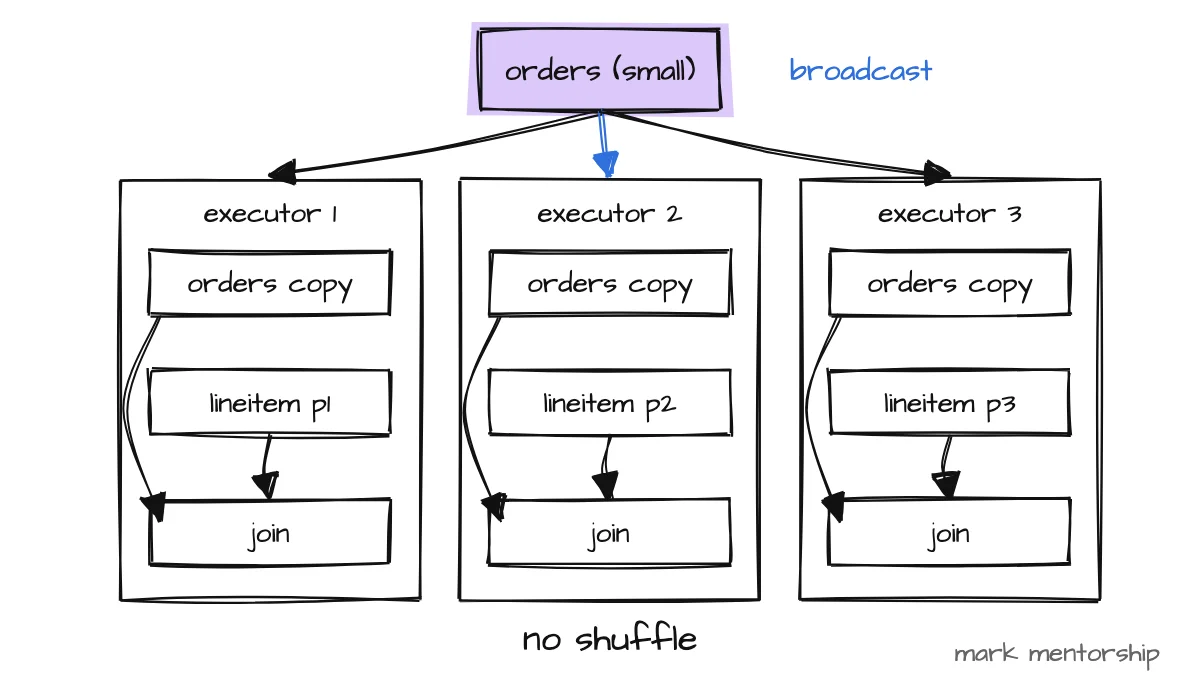 orders (small)
broadcast
executor 1
executor 2
executor 3
orders copy
orders copy
orders copy
lineitem p1
lineitem p2
lineitem p3
join
join
join
no shuffle
mark mentorship